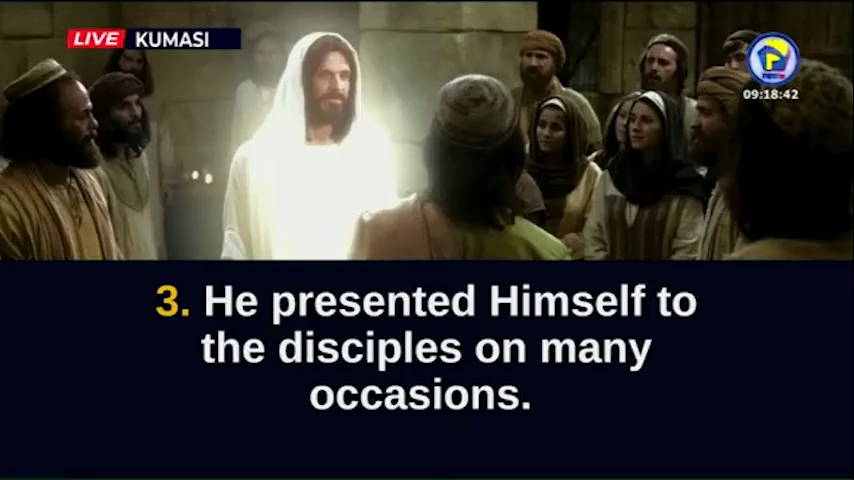 LIVE KUMASI
09:18:42
3. He presented Himself to
the disciples on many
occasions.